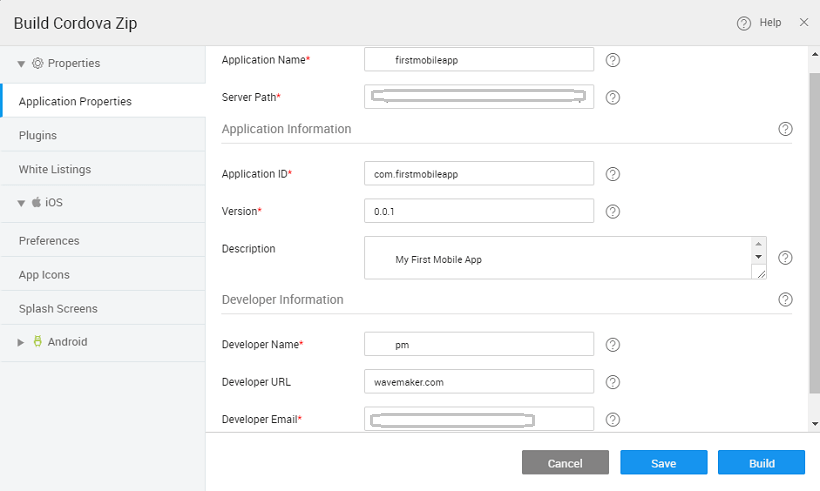 Build Cordova Zip
Help
Properties
Application Properties
Plugins
White Listings
iOS
Preferences
App Icons
Splash Screens
Android
Application Name* firstmobileapp
Server Path*
Application Information
Application ID* com.firstmobileapp
Version* 0.0.1
Description My First Mobile App
Developer Information
Developer Name* pm
Developer URL wavemaker.com
Developer Email*
Cancel Save Build